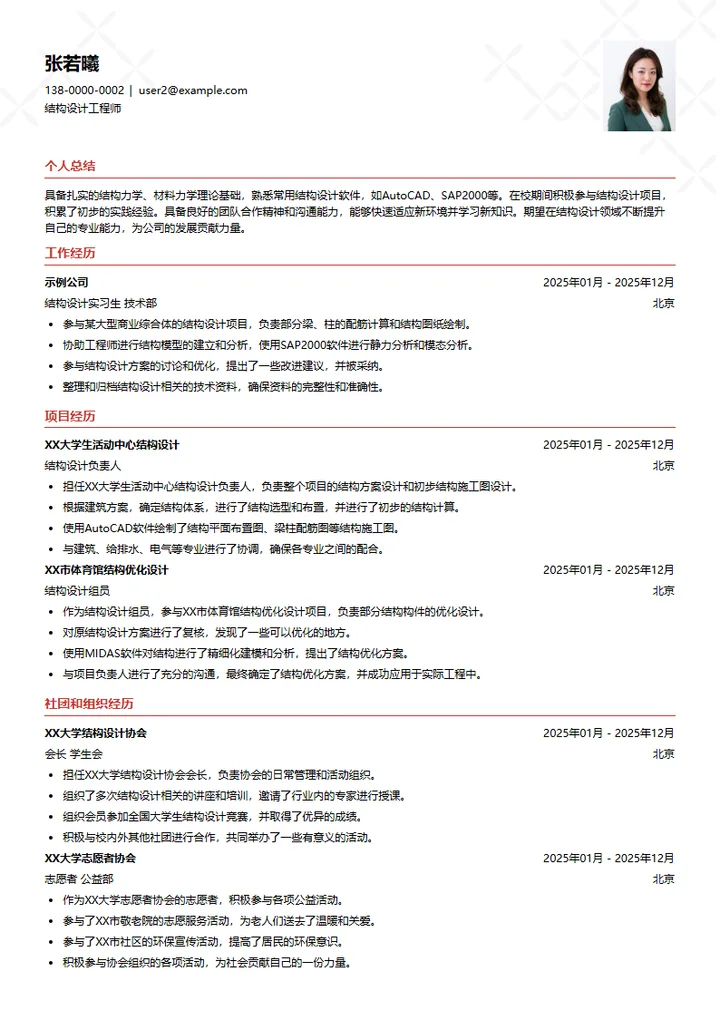 张若曦
138-0000-0002 | user2@example.com
结构设计工程师
个人总结
具备扎实的结构力学、材料力学理论基础，熟悉常用结构设计软件，如AutoCAD、SAP2000等。在校期间积极参与结构设计项目，
积累了初步的实践经验。具备良好的团队合作精神和沟通能力，能够快速适应新环境并学习新知识。期望在结构设计领域不断提升
自己的专业能力，为公司的发展贡献力量。
工作经历
示例公司 2025年01月 - 2025年12月
结构设计实习生 技术部 北京
• 参与某大型商业综合体的结构设计项目，负责部分梁、柱的配筋计算和结构图纸绘制。
• 协助工程师进行结构模型的建立和分析，使用SAP2000软件进行静力分析和模态分析。
• 参与结构设计方案的讨论和优化，提出了一些改进建议，并被采纳。
• 整理和归档结构设计相关的技术资料，确保资料的完整性和准确性。
项目经历
XX大学生活动中心结构设计 2025年01月 - 2025年12月
结构设计负责人 北京
• 担任XX大学生活动中心结构设计负责人，负责整个项目的结构方案设计和初步结构施工图设计。
• 根据建筑方案，确定结构体系，进行了结构选型和布置，并进行了初步的结构计算。
• 使用AutoCAD软件绘制了结构平面布置图、梁柱配筋图等结构施工图。
• 与建筑、给排水、电气等专业进行了协调，确保各专业之间的配合。
XX市体育馆结构优化设计 2025年01月 - 2025年12月
结构设计组员 北京
• 作为结构设计组员，参与XX市体育馆结构优化设计项目，负责部分结构构件的优化设计。
• 对原结构设计方案进行了复核，发现了一些可以优化的地方。
• 使用MIDAS软件对结构进行了精细化建模和分析，提出了结构优化方案。
• 与项目负责人进行了充分的沟通，最终确定了结构优化方案，并成功应用于实际工程中。
社团和组织经历
XX大学结构设计协会 2025年01月 - 2025年12月
会长 学生会 北京
• 担任XX大学结构设计协会会长，负责协会的日常管理和活动组织。
• 组织了多次结构设计相关的讲座和培训，邀请了行业内的专家进行授课。
• 组织会员参加全国大学生结构设计竞赛，并取得了优异的成绩。
• 积极与校内外其他社团进行合作，共同举办了一些有意义的活动。
XX大学志愿者协会 2025年01月 - 2025年12月
志愿者 公益部 北京
• 作为XX大学志愿者协会的志愿者，积极参与各项公益活动。
• 参与了XX市敬老院的志愿服务活动，为老人们送去了温暖和关爱。
• 参与了XX市社区的环保宣传活动，提高了居民的环保意识。
• 积极参与协会组织的各项活动，为社会贡献自己的一份力量。